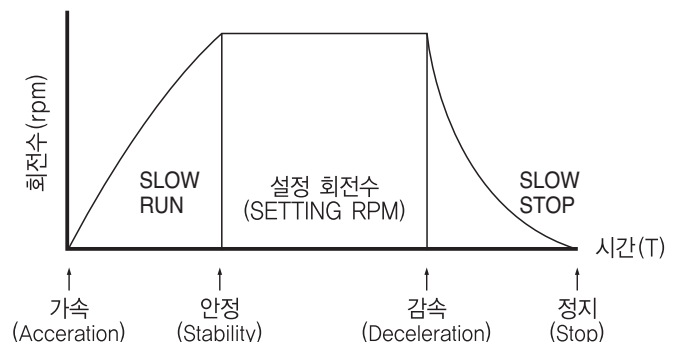 회전수(rpm)
SLOW
RUN
설정 회전수
(SETTING RPM)
SLOW
STOP
시간(T)
가속
(Acceration)
안정
(Stability)
감속
(Deceleration)
정지
(Stop)